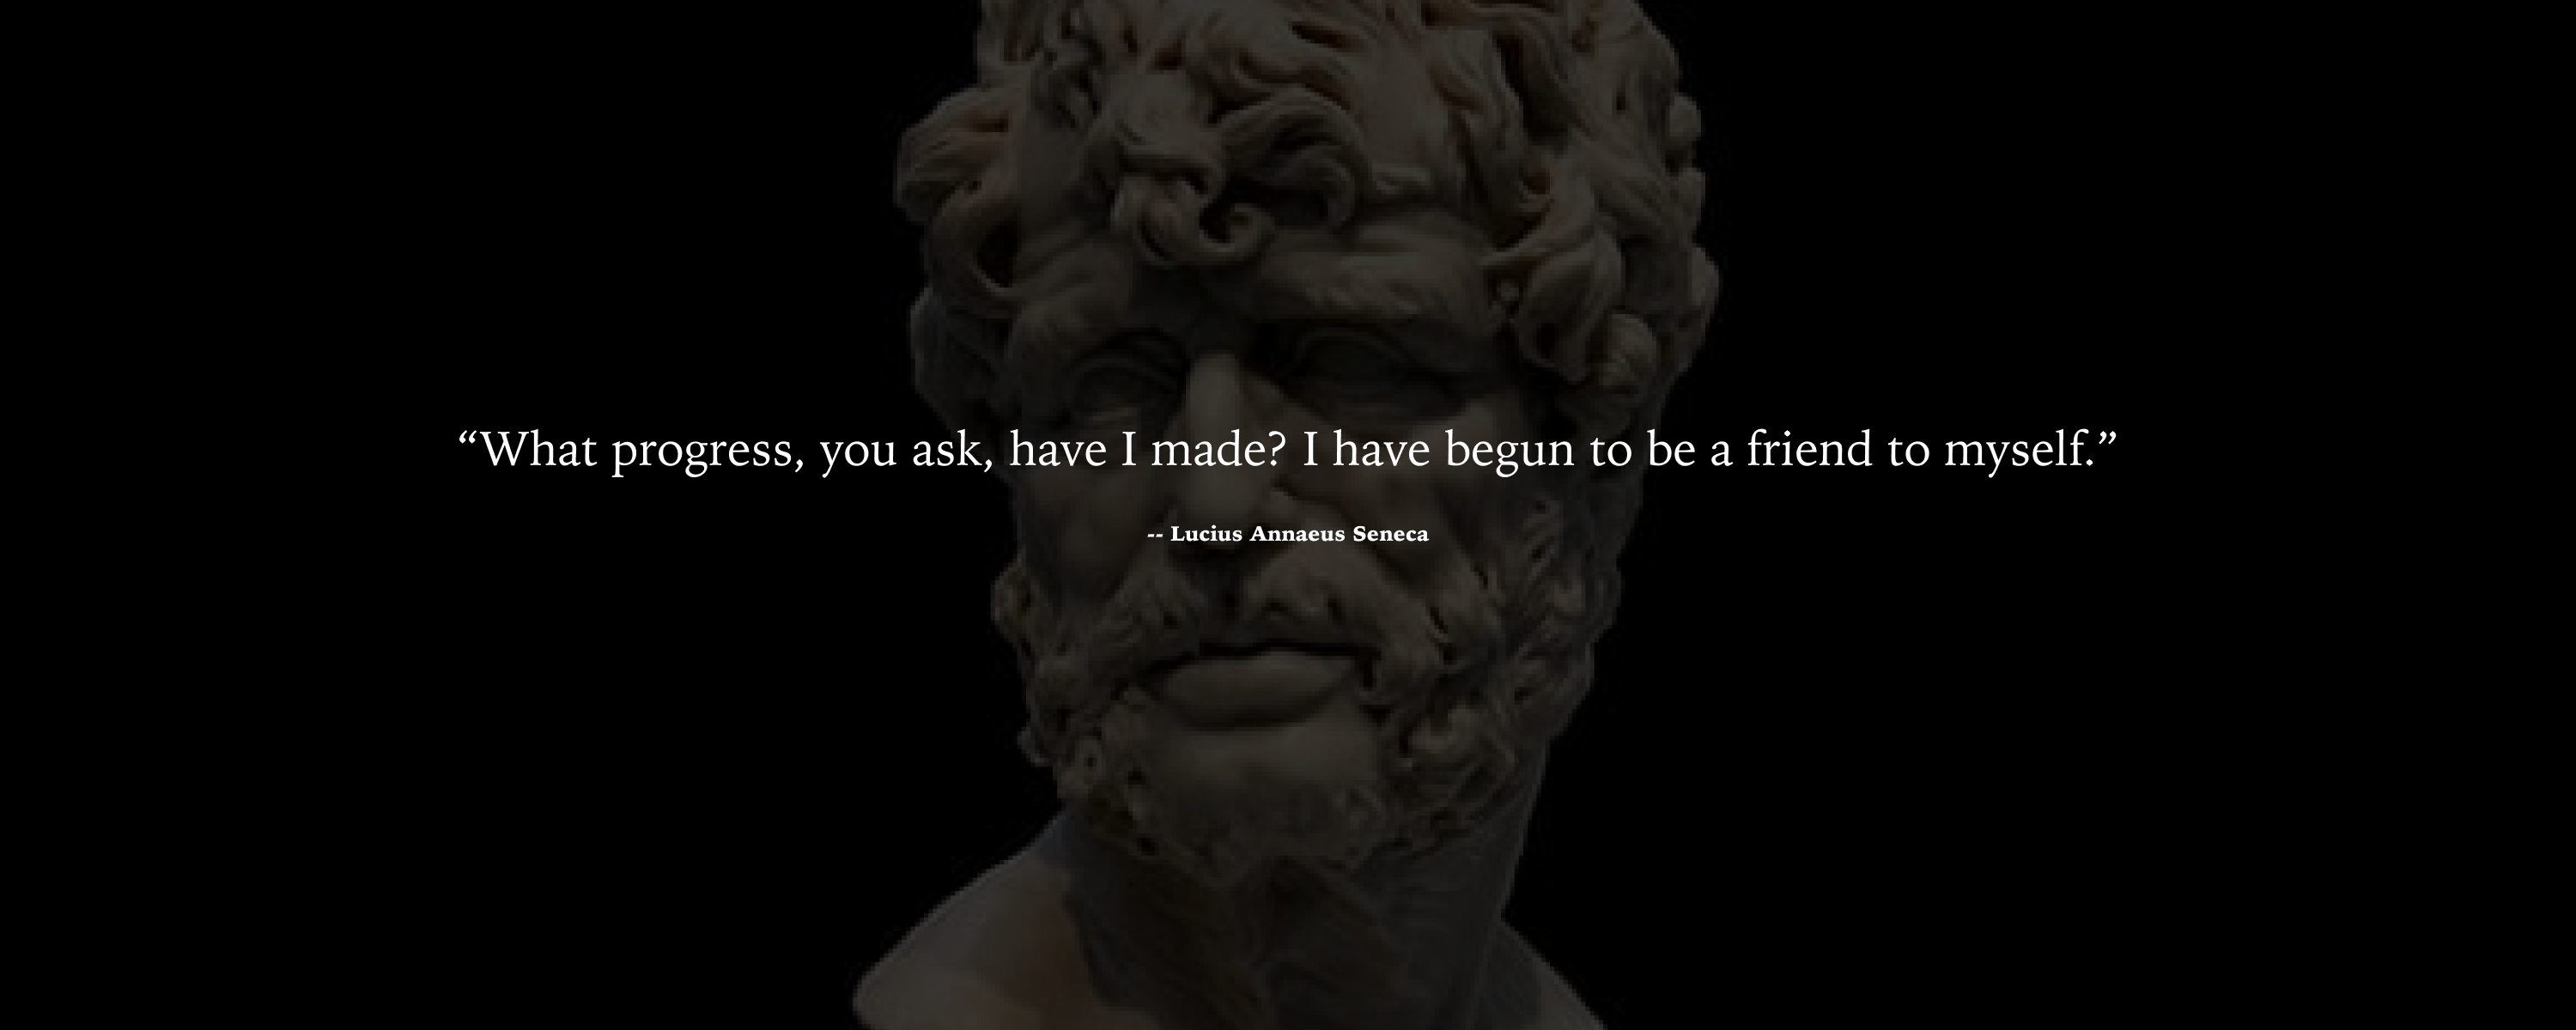 “What progress, you ask, have I made? I have begun to be a friend to myself.”
-- Lucius Annaeus Seneca